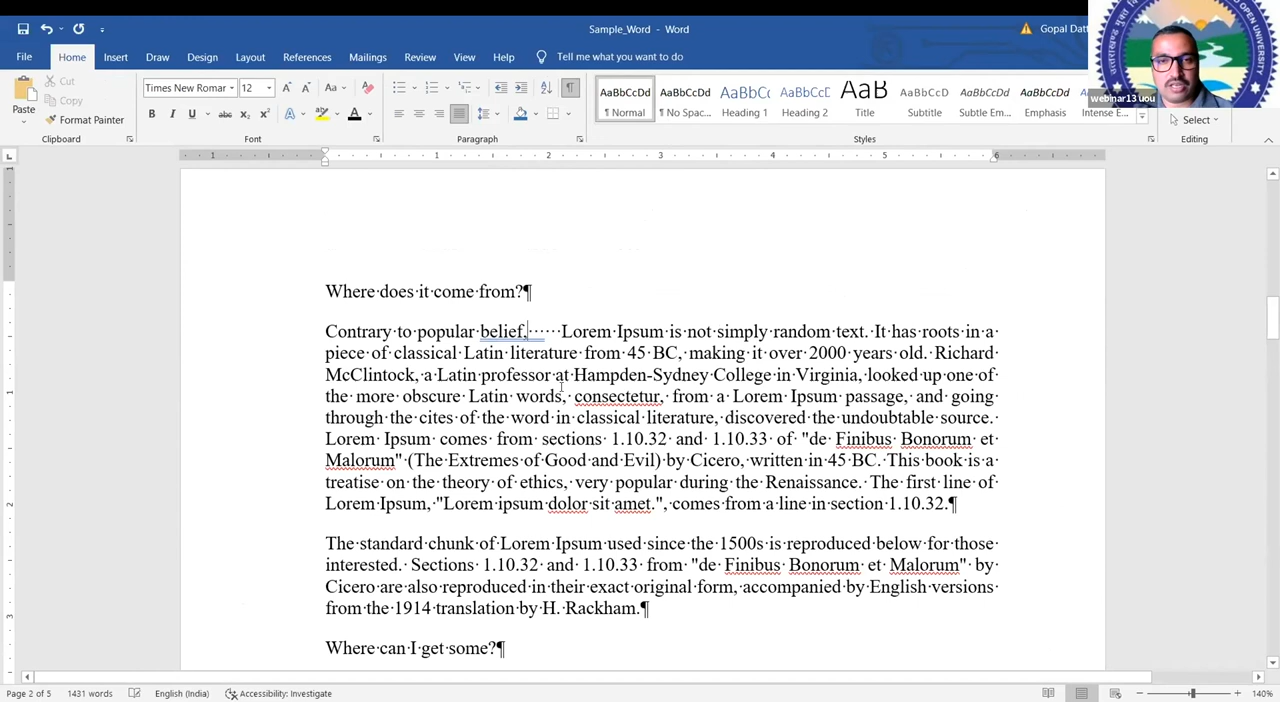 Sample_Word - Word
Gopal Datt
File Home Insert Draw Design Layout References Mailings Review View Help Tell me what you want to do
OPEN UNIVERSITY
webinar13 uou
Paste
Cut
Copy
Format Painter
Times New Romar 12
Clipboard Font Paragraph Styles Editing
AaBbCcDd AaBbCcDd AaBbCc AaBbCcC AaB AaBbCcD AaBbCcDd AaBbCcDd AaBbCcDd
¶ Normal ¶ No Spac... Heading 1 Heading 2 Title Subtitle Subtle Em... Emphasis Intense E...
Select
1 1 2 3 4 5 6
Where·does·it·come·from?¶
Contrary·to·popular·belief,······Lorem·Ipsum·is·not·simply·random·text.·It·has·roots·in·a·
piece·of·classical·Latin·literature·from·45·BC,·making·it·over·2000·years·old.·Richard·
McClintock,·a·Latin·professor·at·Hampden-Sydney·College·in·Virginia,·looked·up·one·of·
the·more·obscure·Latin·words,·consectetur,·from·a·Lorem·Ipsum·passage,·and·going·
through·the·cites·of·the·word·in·classical·literature,·discovered·the·undoubtable·source.·
Lorem·Ipsum·comes·from·sections·1.10.32·and·1.10.33·of·"de·Finibus·Bonorum·et·
Malorum"·(The·Extremes·of·Good·and·Evil)·by·Cicero,·written·in·45·BC.·This·book·is·a·
treatise·on·the·theory·of·ethics,·very·popular·during·the·Renaissance.·The·first·line·of·
Lorem·Ipsum,·"Lorem·ipsum·dolor·sit·amet.",·comes·from·a·line·in·section·1.10.32.¶
The·standard·chunk·of·Lorem·Ipsum·used·since·the·1500s·is·reproduced·below·for·those·
interested.·Sections·1.10.32·and·1.10.33·from·"de·Finibus·Bonorum·et·Malorum"·by·
Cicero·are·also·reproduced·in·their·exact·original·form,·accompanied·by·English·versions·
from·the·1914·translation·by·H.·Rackham.¶
Where·can·I·get·some?¶
Page 2 of 5 1431 words English (India) Accessibility: Investigate 140%